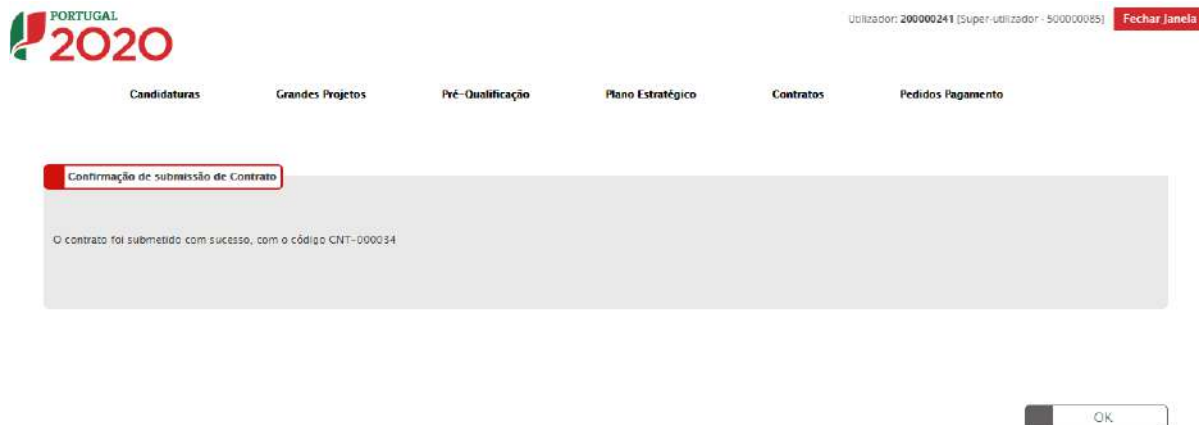 PORTUGAL
2020
Utilizador: 200000241 [Super-utilizador - 500000085] Fechar Janela
Candidaturas Grandes Projetos Pré-Qualificação Plano Estratégico Contratos Pedidos Pagamento
Confirmação de submissão de Contrato
O contrato foi submetido com sucesso, com o código CNT-000034
OK